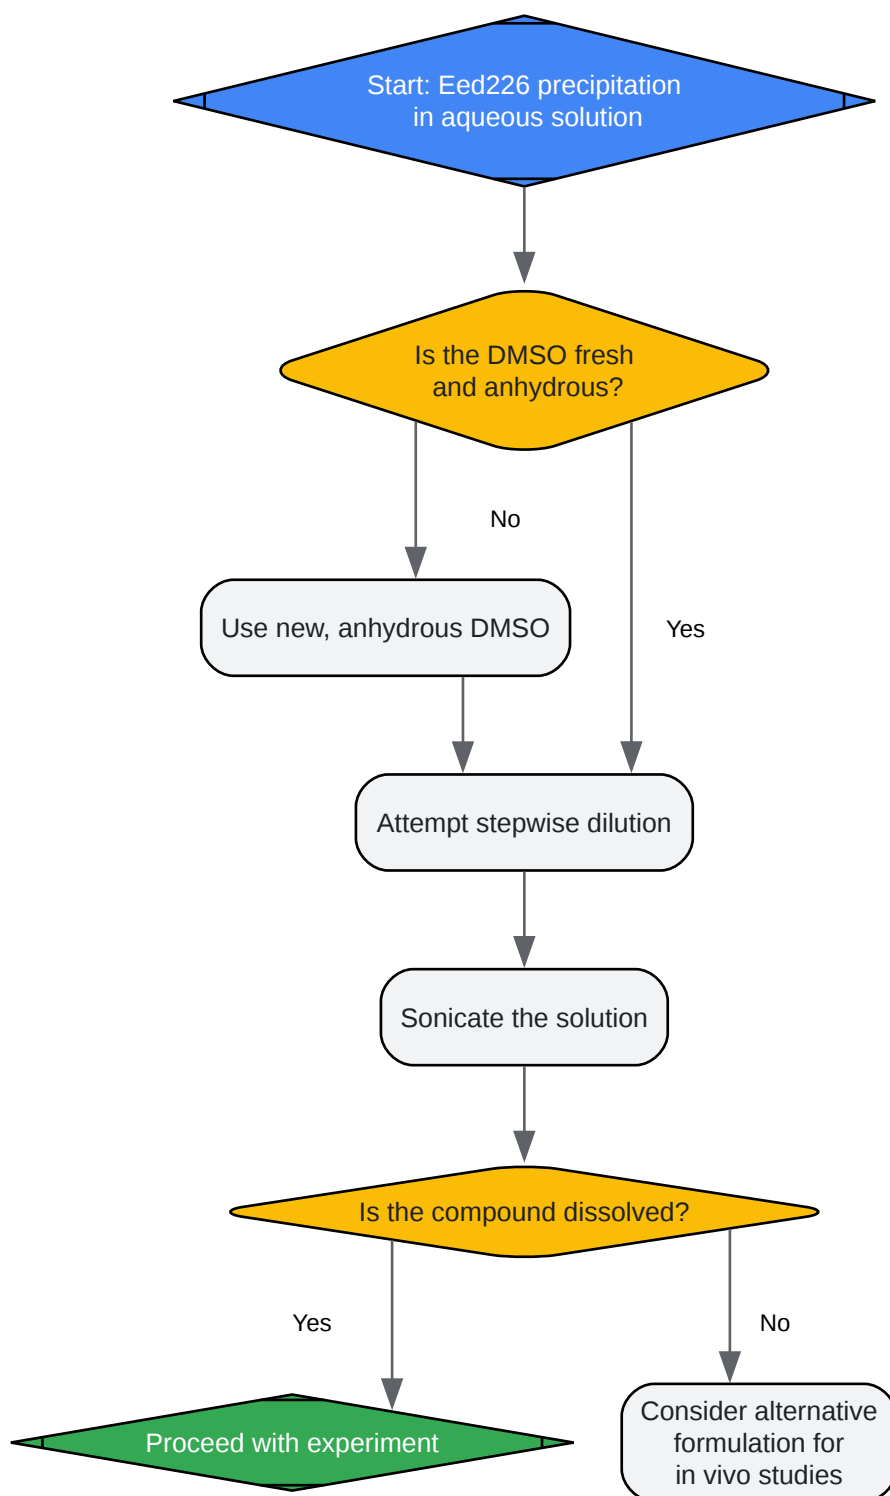 Start: Eed226 precipitation
in aqueous solution
Is the DMSO fresh
and anhydrous?
No
Use new, anhydrous DMSO
Yes
Attempt stepwise dilution
Sonicate the solution
Is the compound dissolved?
Yes
No
Proceed with experiment
Consider alternative
formulation for
in vivo studies